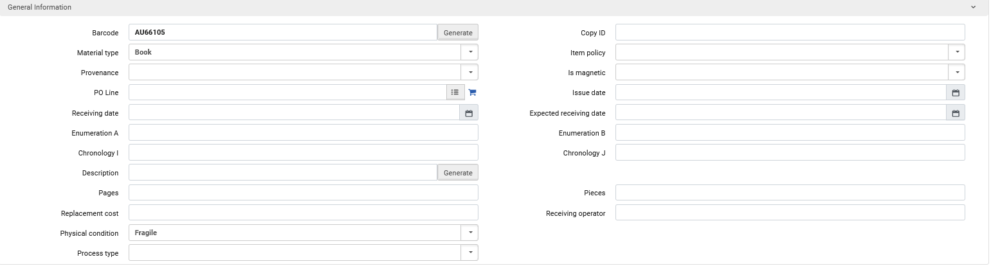 General Information
Barcode AU66105 Generate Copy ID
Material type Book Item policy
Provenance Is magnetic
PO Line Issue date
Receiving date Expected receiving date
Enumeration A Enumeration B
Chronology I Chronology J
Description Generate
Pages Pieces
Replacement cost Receiving operator
Physical condition Fragile
Process type